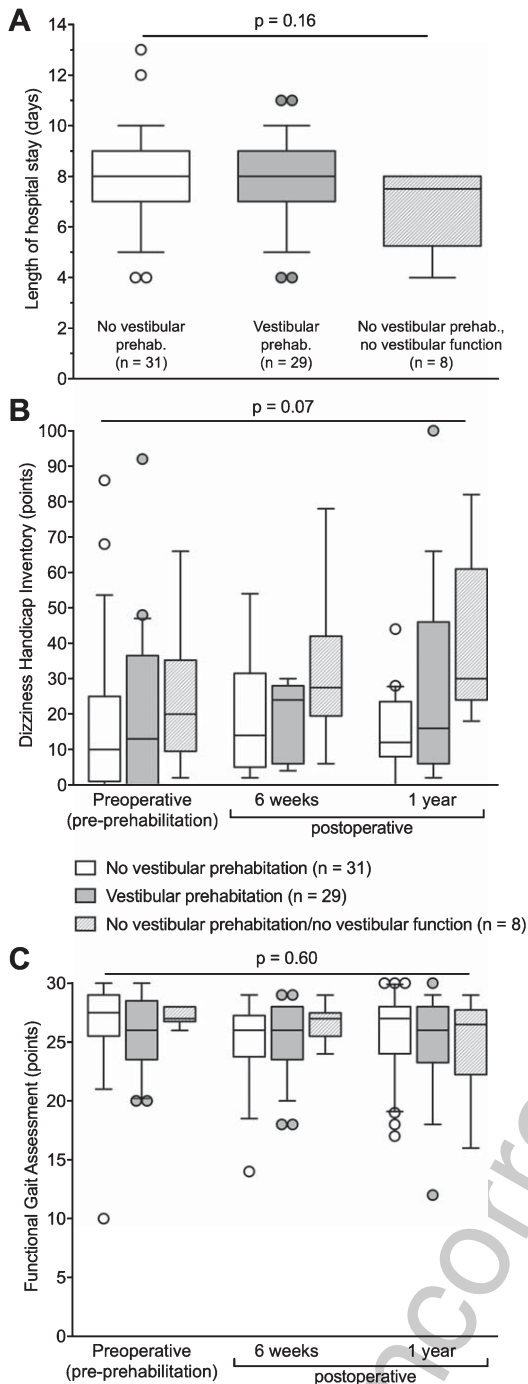 A
p = 0.16
14
12
10
8
6
4
2
0
Length of hospital stay (days)
No vestibular prehab. (n = 31)
Vestibular prehab. (n = 29)
No vestibular prehab., no vestibular function (n = 8)
B
p = 0.07
100
90
80
70
60
50
40
30
20
10
0
Dizziness Handicap Inventory (points)
Preoperative (pre-prehabilitation)
6 weeks
1 year
postoperative
No vestibular prehabitation (n = 31)
Vestibular prehabitation (n = 29)
No vestibular prehabitation/no vestibular function (n = 8)
C
p = 0.60
30
25
20
15
10
5
0
Functional Gait Assessment (points)
Preoperative (pre-prehabilitation)
6 weeks
1 year
postoperative
ncorre